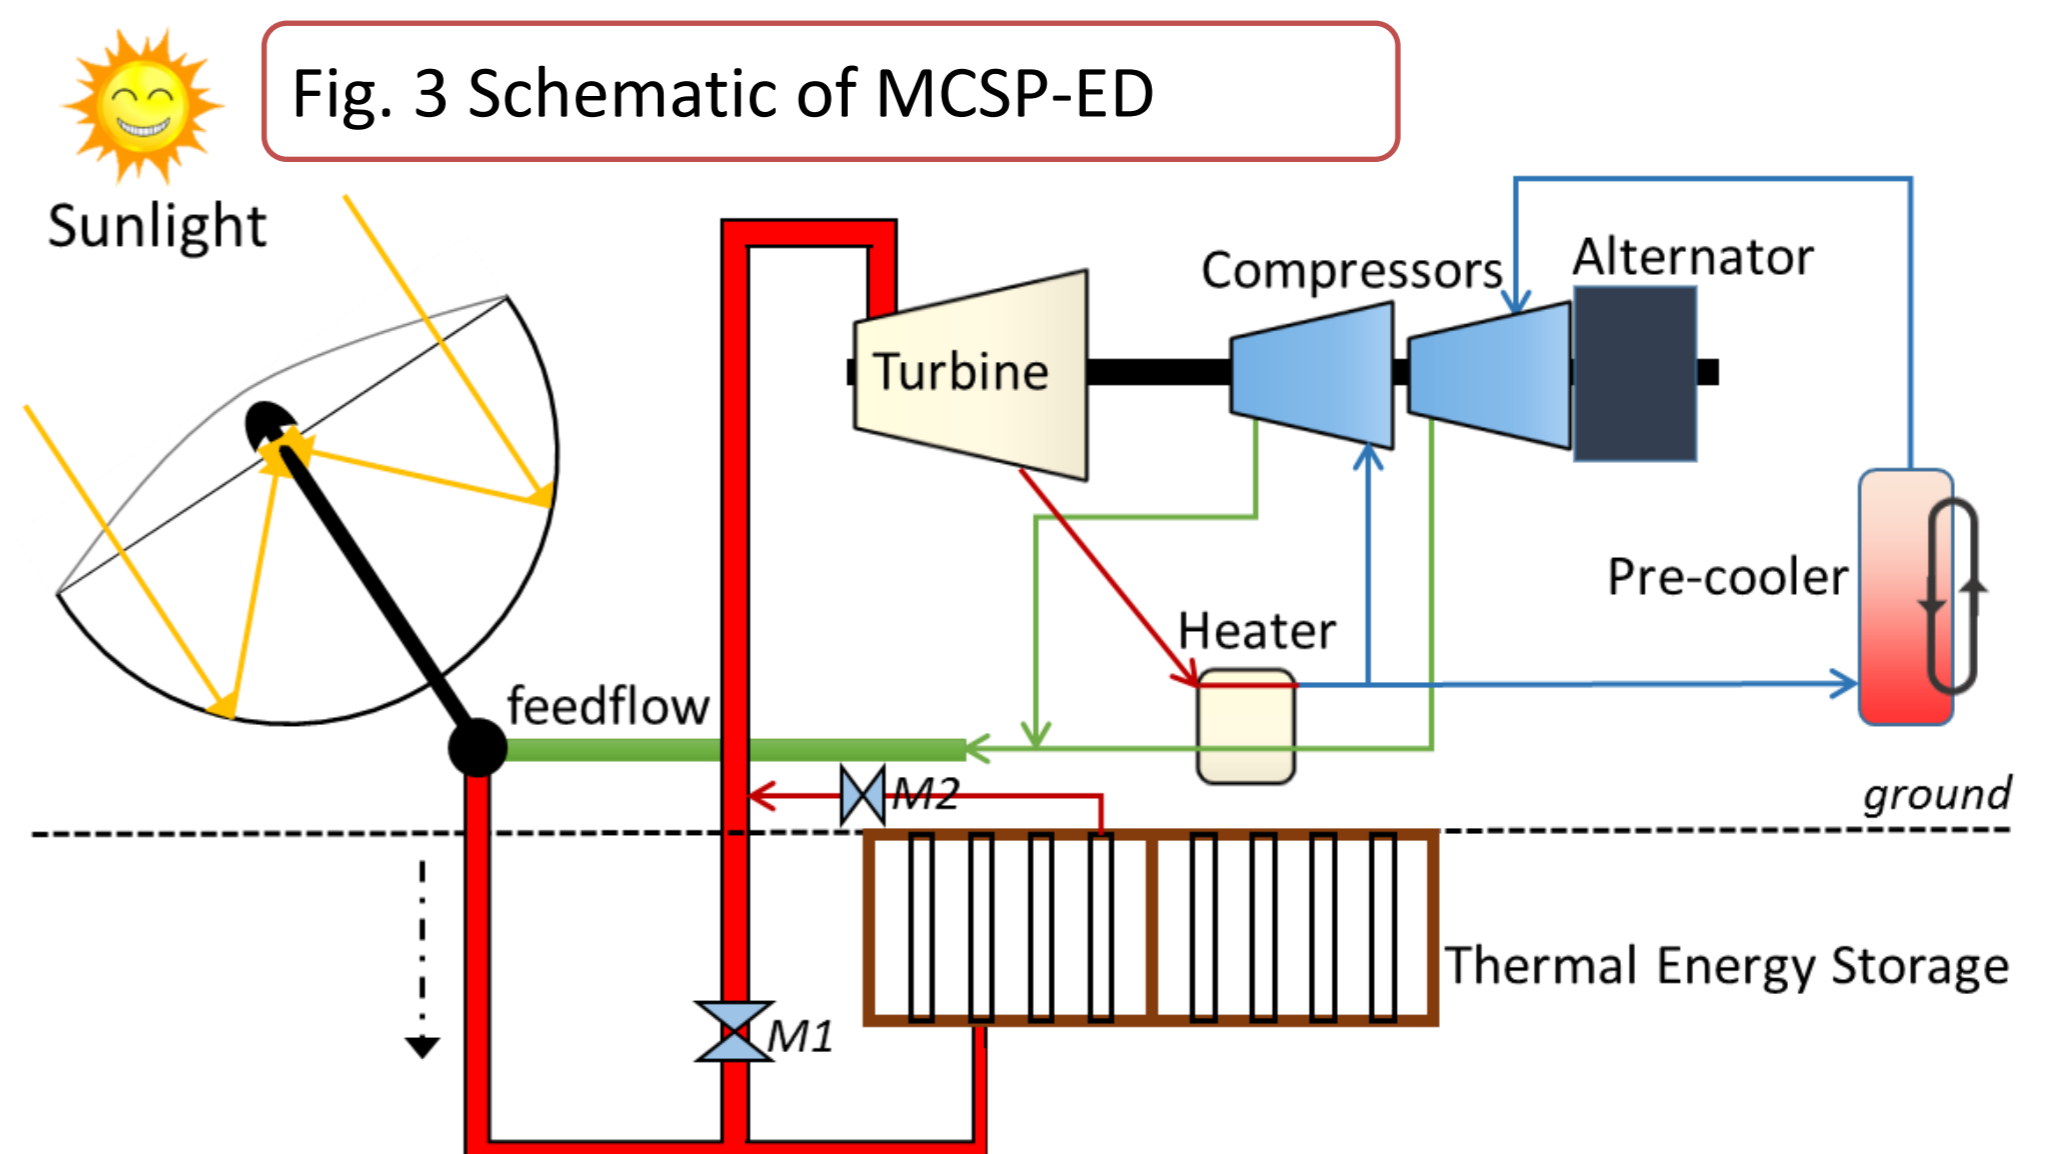 Fig. 3 Schematic of MCSP-ED
Sunlight
Compressors
Alternator
Turbine
Pre-cooler
Heater
feedflow
M2
ground
Thermal Energy Storage
M1